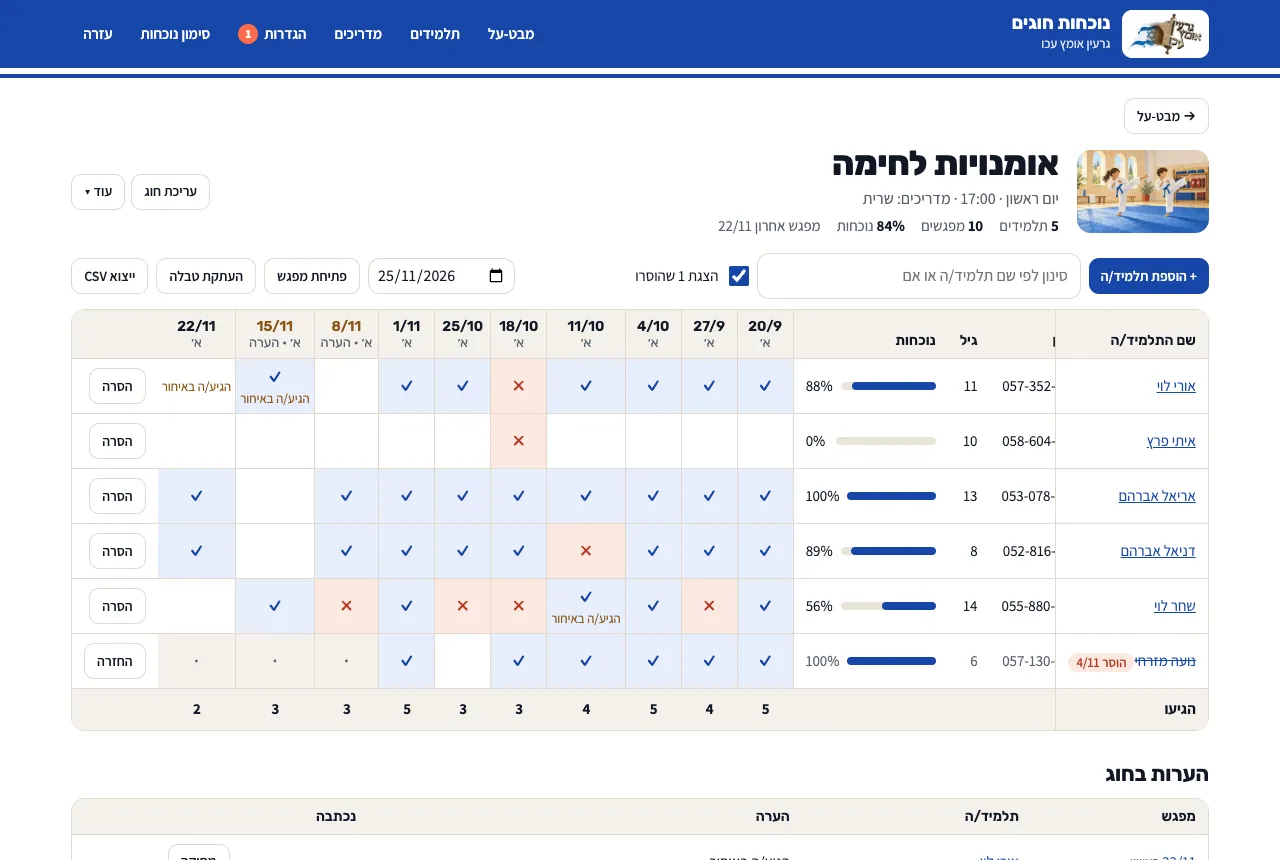 גרעין אומץ עכו
נוכחות חוגים
גרעין אומץ עכו
מבט-על
תלמידים
מדריכים
הגדרות 1
סימון נוכחות
עזרה
→ מבט-על
אומנויות לחימה
יום ראשון · 17:00 · מדריכים: שרית
5 תלמידים 10 מפגשים 84% נוכחות מפגש אחרון 22/11
עריכת חוג
עוד ▾
+ הוספת תלמיד/ה
סינון לפי שם תלמיד/ה או אם
הצגת 1 שהוסרו
25/11/2026
פתיחת מפגש
העתקת טבלה
ייצוא CSV
שם התלמיד/ה גיל נוכחות 20/9 27/9 4/10 11/10 18/10 25/10 1/11 8/11 15/11 22/11
א׳ א׳ א׳ א׳ א׳ א׳ א׳ א׳ • הערה א׳ • הערה א׳
אורי לוי 057-352- 11 88% ✓ ✓ ✓ ✓ ✕ ✓ ✓ ✓ הגיע/ה באיחור הגיע/ה באיחור הסרה
איתי פרץ 058-604- 10 0% ✕ הסרה
אריאל אברהם 053-078- 13 100% ✓ ✓ ✓ ✓ ✓ ✓ ✓ ✓ ✓ הסרה
דניאל אברהם 052-816- 8 89% ✓ ✓ ✓ ✕ ✓ ✓ ✓ ✓ ✓ הסרה
שחר לוי 055-880- 14 56% ✓ ✕ ✓ ✓ הגיע/ה באיחור ✕ ✕ ✓ ✕ ✓ הסרה
נועה מזרחי הוסר 4/11 057-130- 6 100% ✓ ✓ ✓ ✓ ✓ ✓ · · · החזרה
הגיעו 5 4 5 4 3 3 5 3 3 2
הערות בחוג
מפגש תלמיד/ה הערה נכתבה